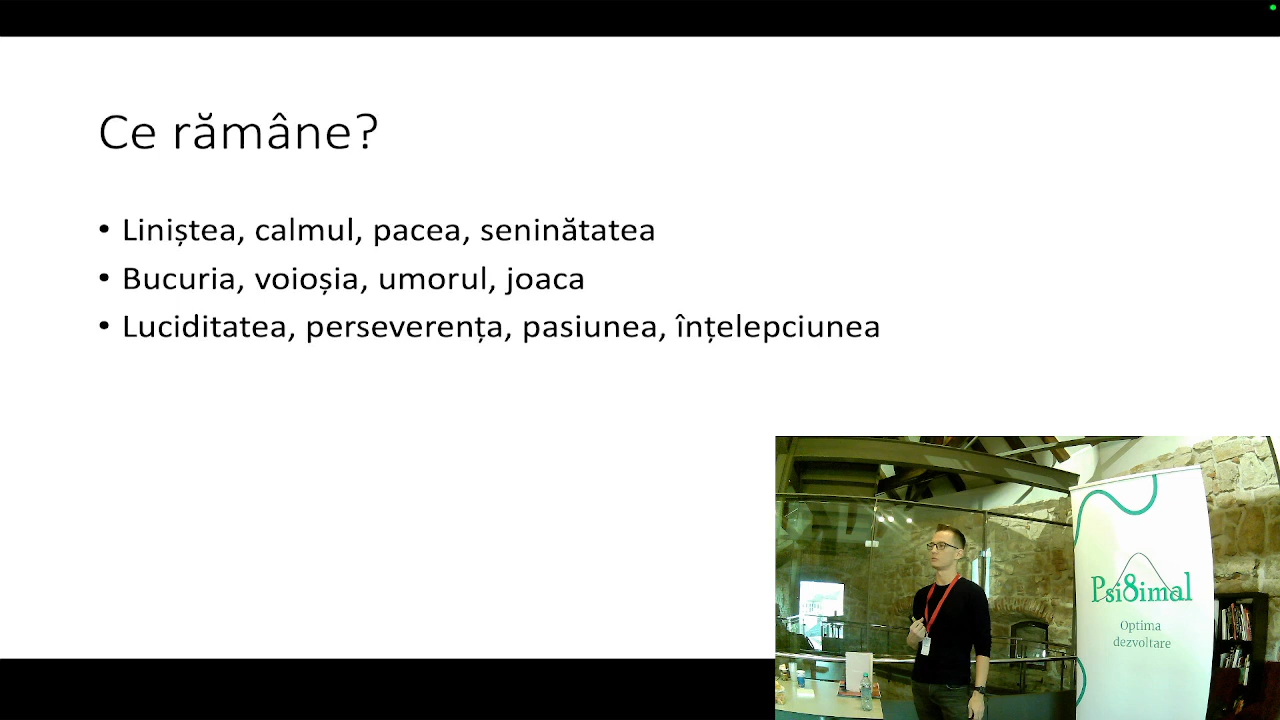 Ce rămâne?
• Liniștea, calmul, pacea, seninătatea
• Bucuria, voioșia, umorul, joaca
• Luciditatea, perseverența, pasiunea, înțelepciunea
Psi8imal
Optima
dezvoltare